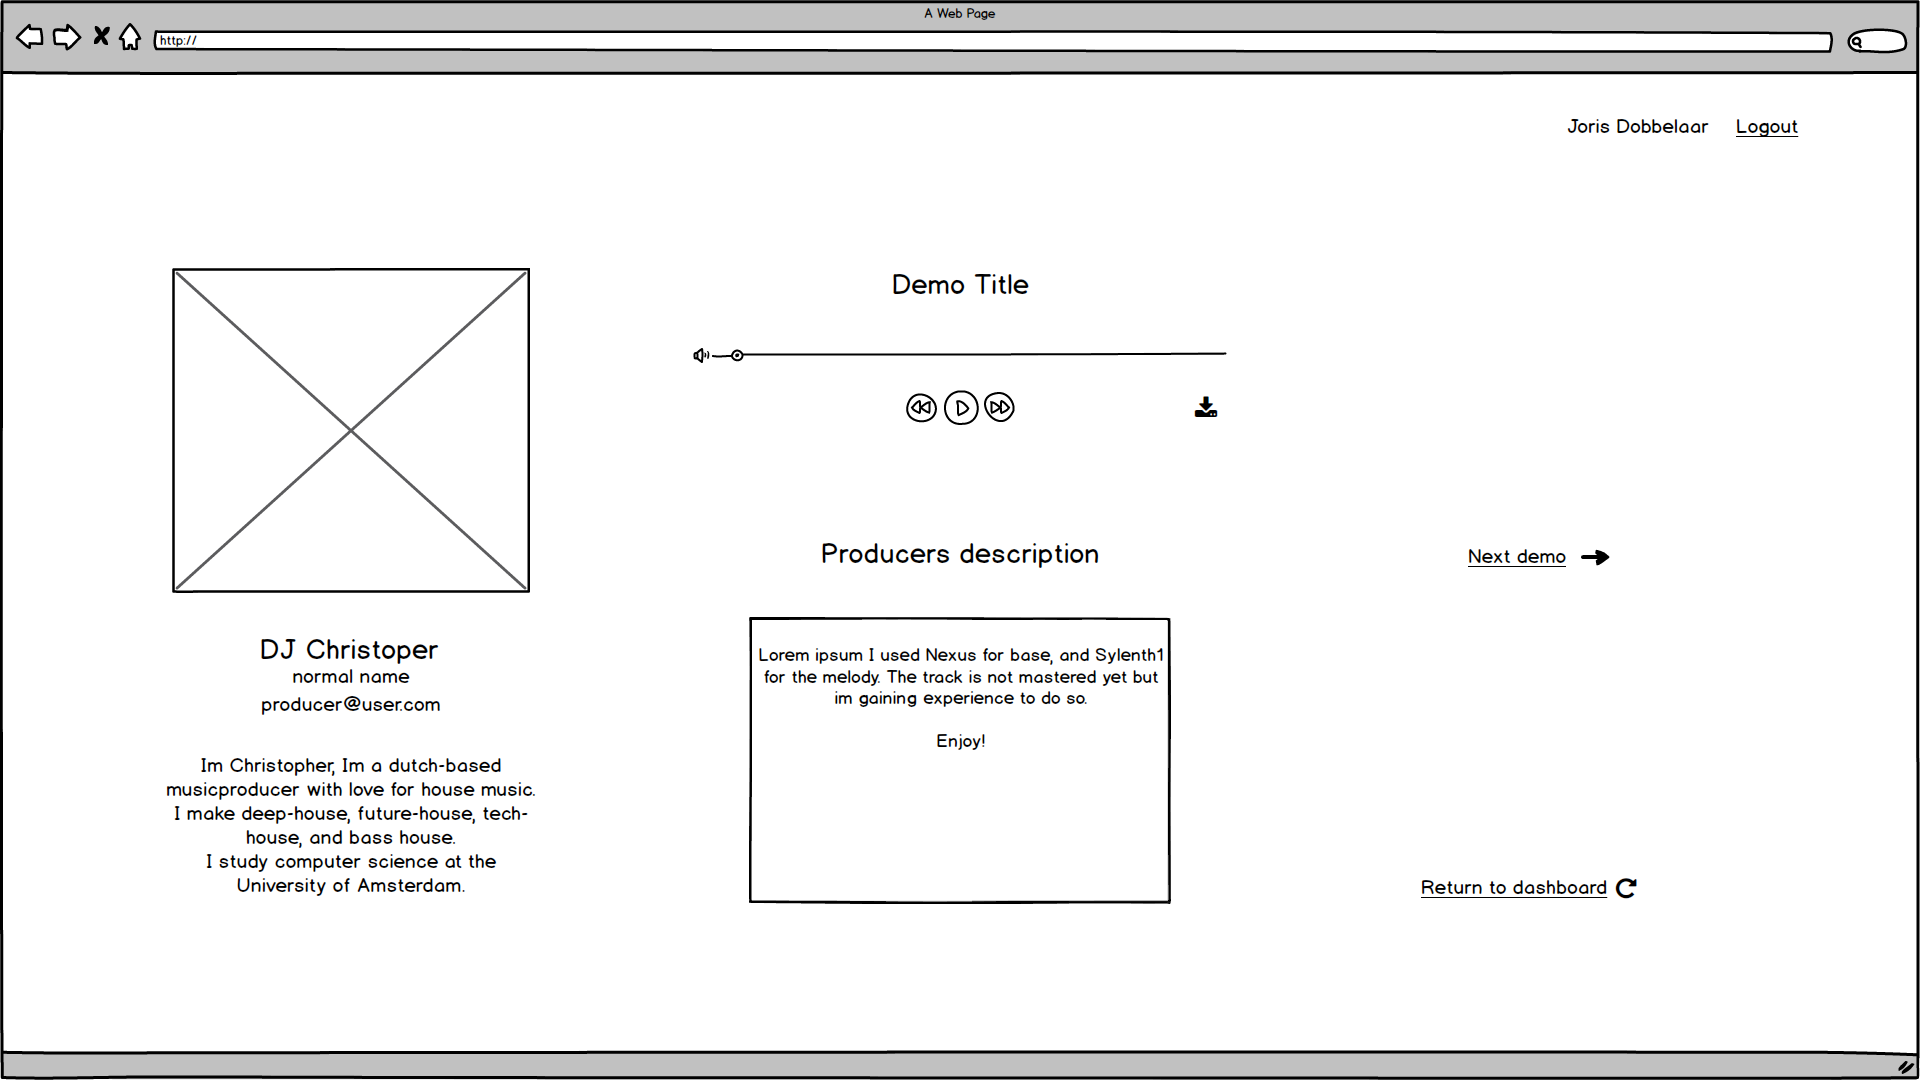 A Web Page
http://
Joris Dobbelaar Logout
Demo Title
Producers description
Next demo
DJ Christoper
normal name
producer@user.com
Im Christopher, Im a dutch-based
musicproducer with love for house music.
I make deep-house, future-house, tech-
house, and bass house.
I study computer science at the
University of Amsterdam.
Lorem ipsum I used Nexus for base, and Sylenth1
for the melody. The track is not mastered yet but
im gaining experience to do so.
Enjoy!
Return to dashboard